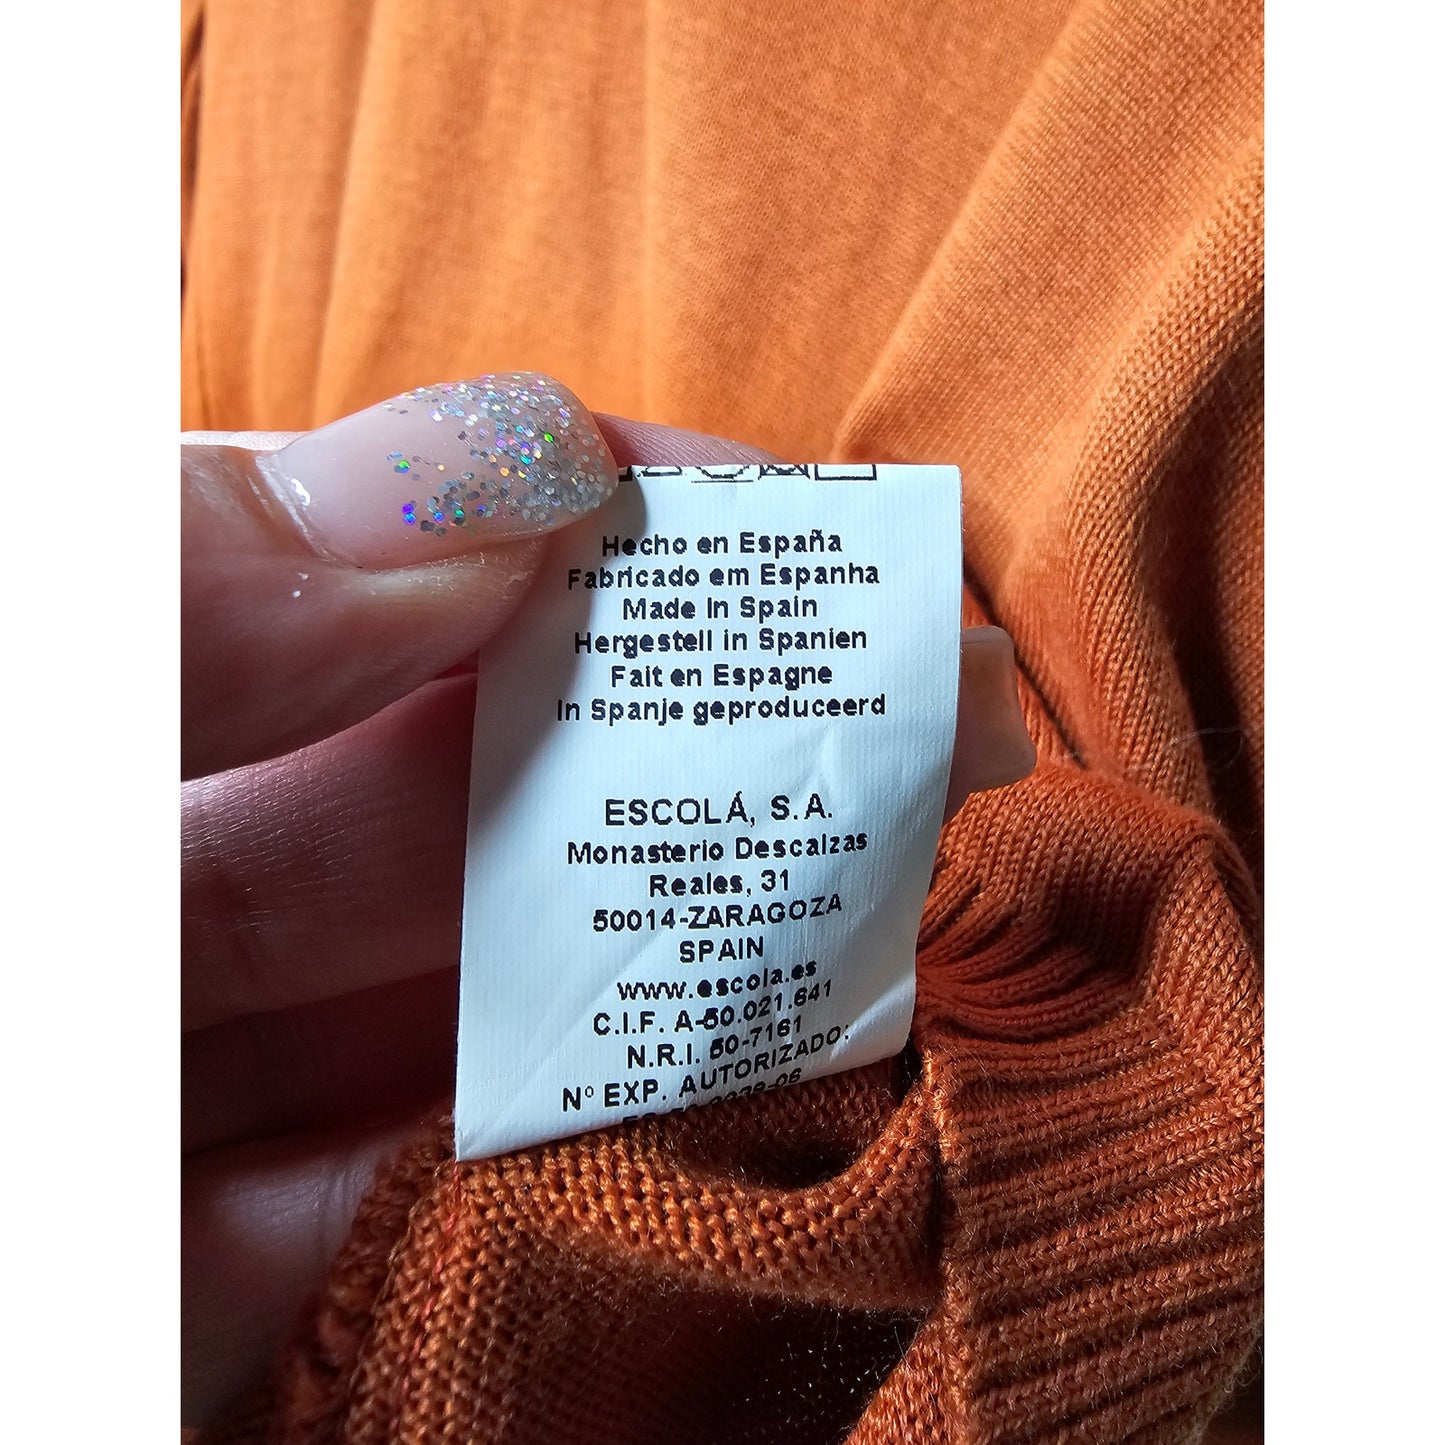 Hecho en España
Fabricado em Espanha
Made In Spain
Hergestell in Spanien
Fait en Espagne
In Spanje geproduceerd
ESCOLÁ, S.A.
Monasterio Descalzas
Reales, 31
50014-ZARAGOZA
SPAIN
www.escola.es
C.I.F. A-50.021.641
N.R.I. 50-7161
Nº EXP. AUTORIZADO: